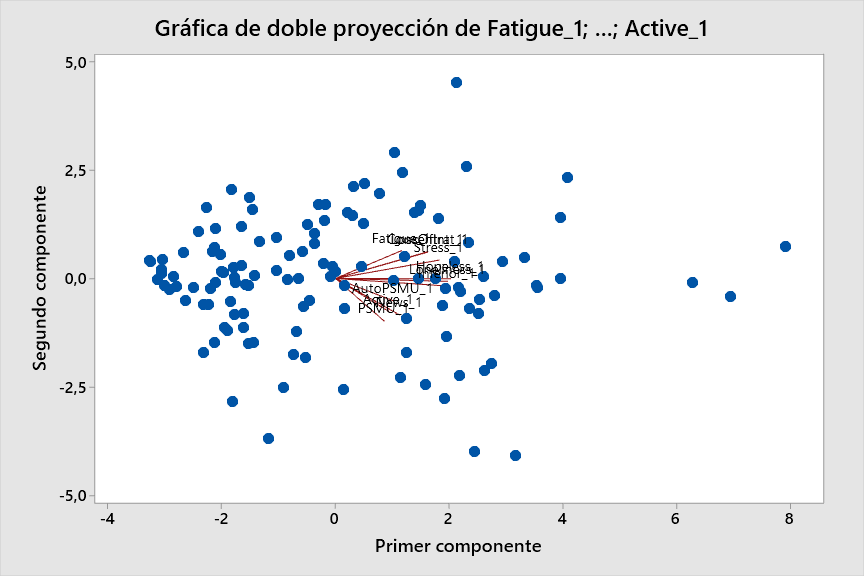 Gráfica de doble proyección de Fatigue_1; ...; Active_1
Segundo componente
5,0
2,5
0,0
-2,5
-5,0
Stress_1
AutoPSMU_1
PSMU_1
-4
-2
0
2
4
6
8
Primer componente